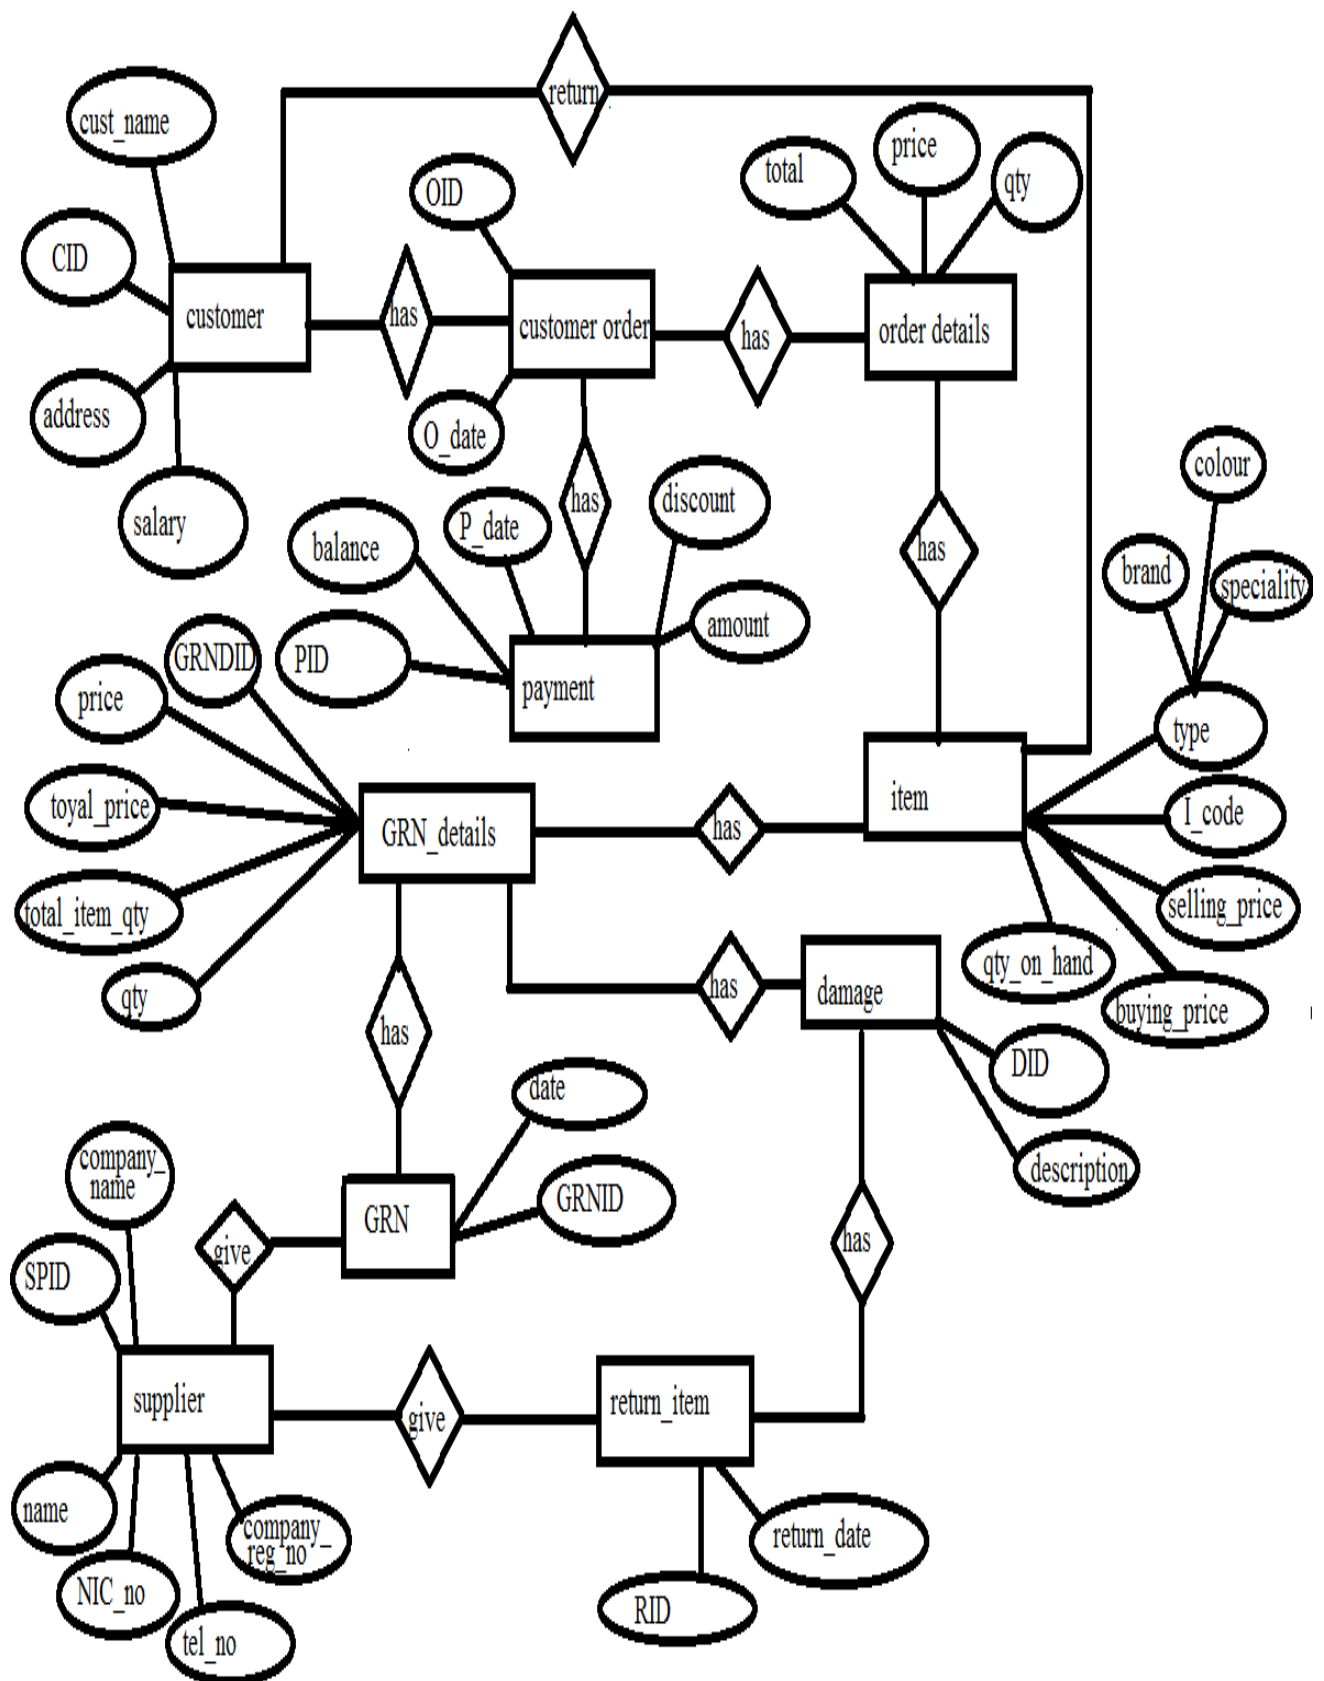 return
cust_name
price
total
OID
qty
CID
customer
has
customer order
has
order details
address
O_date
colour
salary
balance
P_date
has
discount
has
brand
speciality
GRNDID
PID
amount
price
payment
type
toyal_price
GRN_details
has
item
I_code
total_item_qty
selling_price
qty
has
damage
qty_on_hand
buying_price
has
DID
date
company_
name
description
GRNID
GRN
give
has
SPID
supplier
give
return_item
name
company_
reg_no
return_date
NIC_no
RID
tel_no